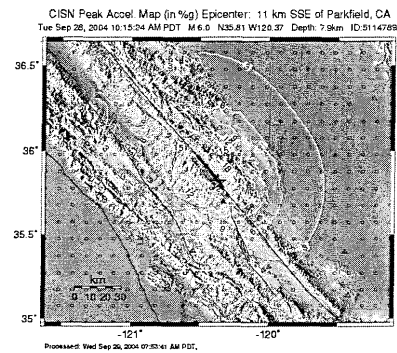 CISN Peak Accel. Map (in %g) Epicenter: 11 km SSE of Parkfield, CA
Tue Sep 28, 2004 10:15:24 AM PDT M 6.0 N35.81 W120.37 Depth: 7.9km ID:51147892
36.5˚
36˚
35.5˚
35˚
km
0 10 20 30
-121˚
-120˚
Processed: Wed Sep 29, 2004 07:53:41 AM PDT,